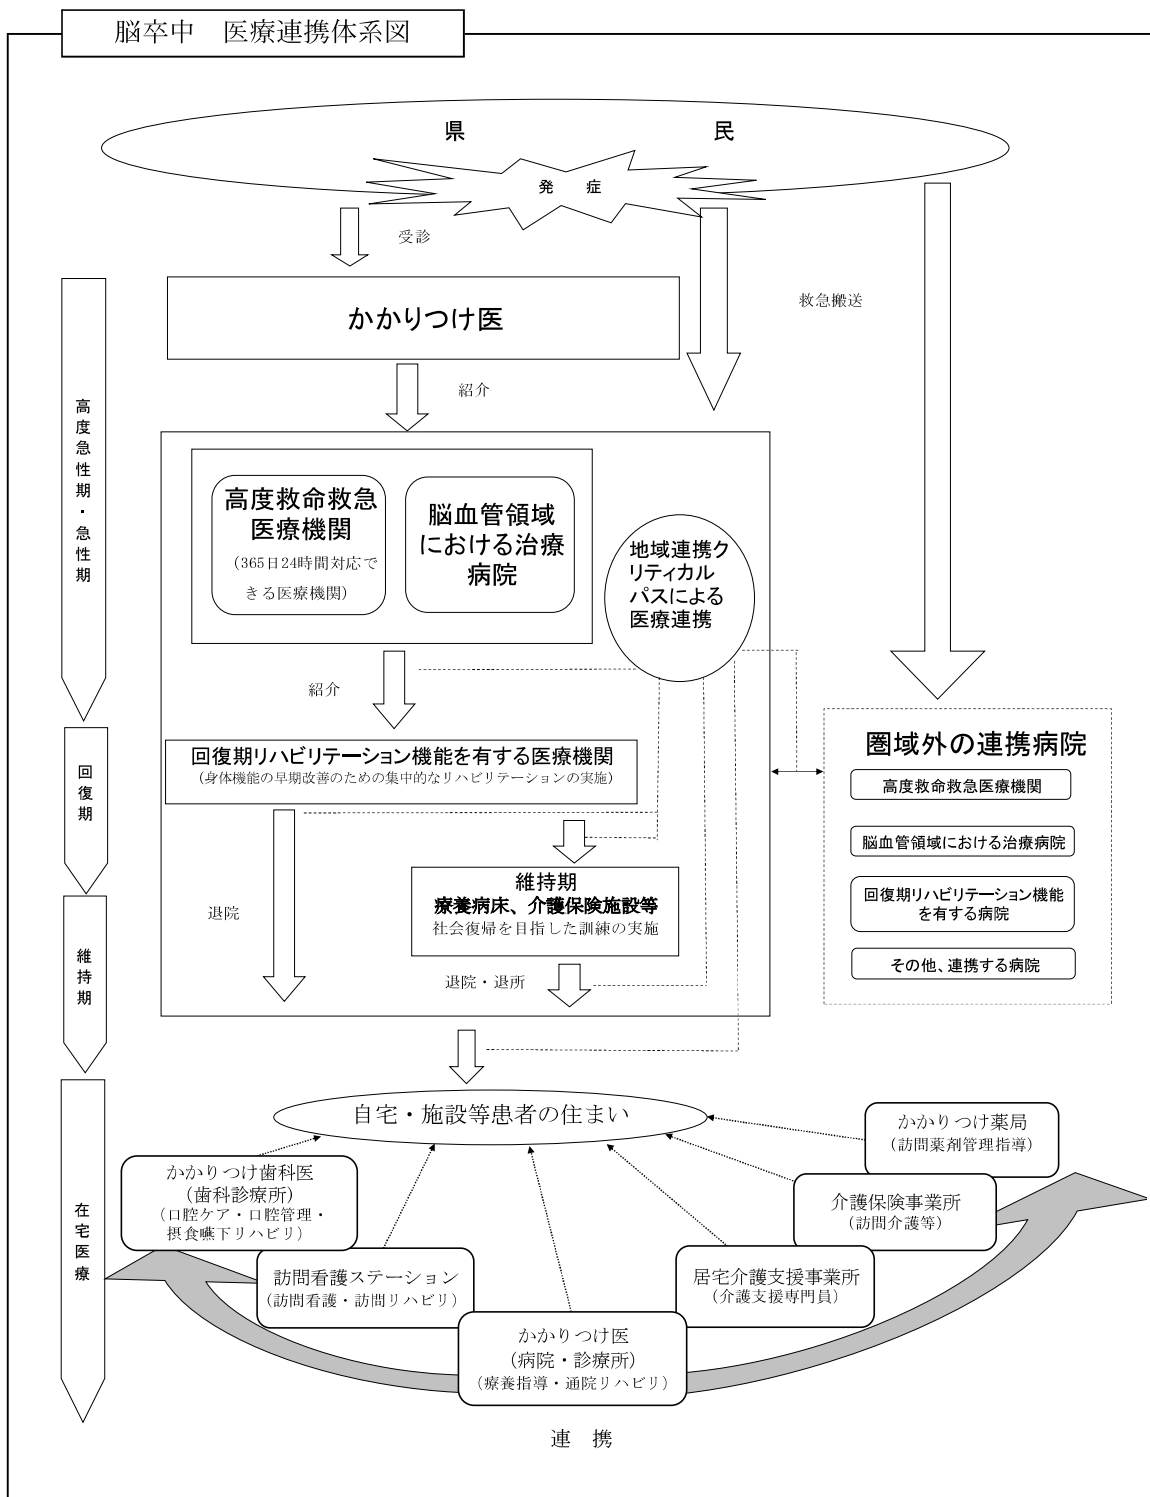 脳卒中　医療連携体系図
県　民
発　症
受診
救急搬送
かかりつけ医
紹介
高度急性期・急性期
高度救命救急
医療機関
（365日24時間対応で
きる医療機関）
脳血管領域
における治療
病院
地域連携ク
リティカル
パスによる
医療連携
紹介
回復期
回復期リハビリテーション機能を有する医療機関
（身体機能の早期改善のための集中的なリハビリテーションの実施）
圏域外の連携病院
高度救命救急医療機関
脳血管領域における治療病院
回復期リハビリテーション機能
を有する病院
その他、連携する病院
維持期
療養病床、介護保険施設等
社会復帰を目指した訓練の実施
退院
維持期
退院・退所
在宅医療
自宅・施設等患者の住まい
かかりつけ薬局
（訪問薬剤管理指導）
かかりつけ歯科医
（歯科診療所）
（口腔ケア・口腔管理・
摂食嚥下リハビリ）
介護保険事業所
（訪問介護等）
訪問看護ステーション
（訪問看護・訪問リハビリ）
居宅介護支援事業所
（介護支援専門員）
かかりつけ医
（病院・診療所）
（療養指導・通院リハビリ）
連　携